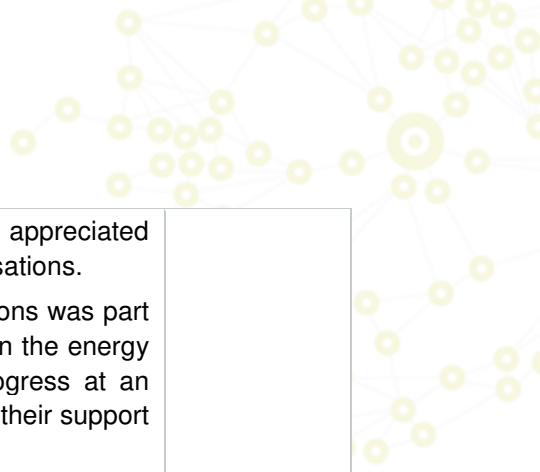 appreciated
sations.
ons was part
n the energy
ogress at an
their support